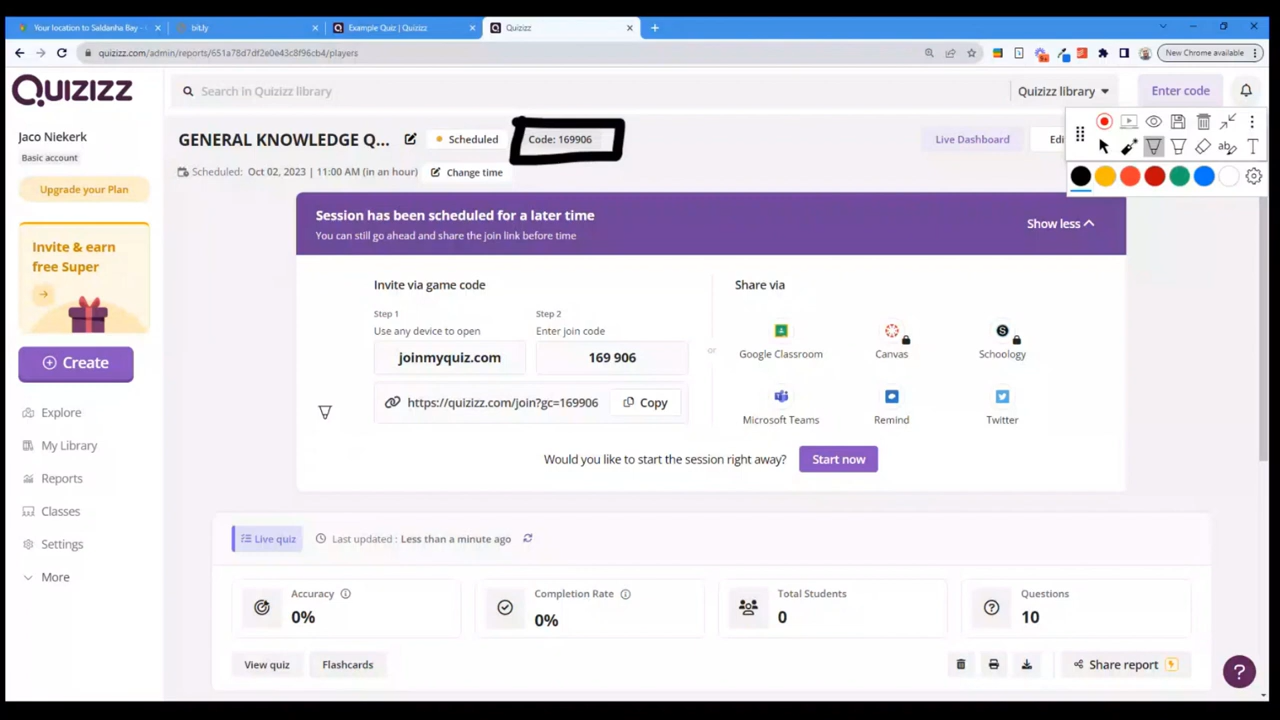 Your location to Saldanha Bay -
bitly
Example Quiz | Quizizz
Quizizz
quizizz.com/admin/reports/651a78d7df2e0e43c8f96cb4/players
New Chrome available
Quizizz
Search in Quizizz library
Quizizz library
Enter code
Jaco Niekerk
Basic account
Upgrade your Plan
Invite & earn
free Super
Create
Explore
My Library
Reports
Classes
Settings
More
GENERAL KNOWLEDGE Q...
Scheduled
Code: 169906
Live Dashboard
Edi
Scheduled: Oct 02, 2023 | 11:00 AM (in an hour)
Change time
Session has been scheduled for a later time
You can still go ahead and share the join link before time
Show less
Invite via game code
Step 1
Use any device to open
joinmyquiz.com
Step 2
Enter join code
169 906
https://quizizz.com/join?gc=169906
Copy
or
Share via
Google Classroom
Canvas
Schoology
Microsoft Teams
Remind
Twitter
Would you like to start the session right away?
Start now
Live quiz
Last updated : Less than a minute ago
Accuracy
0%
Completion Rate
0%
Total Students
0
Questions
10
View quiz
Flashcards
Share report